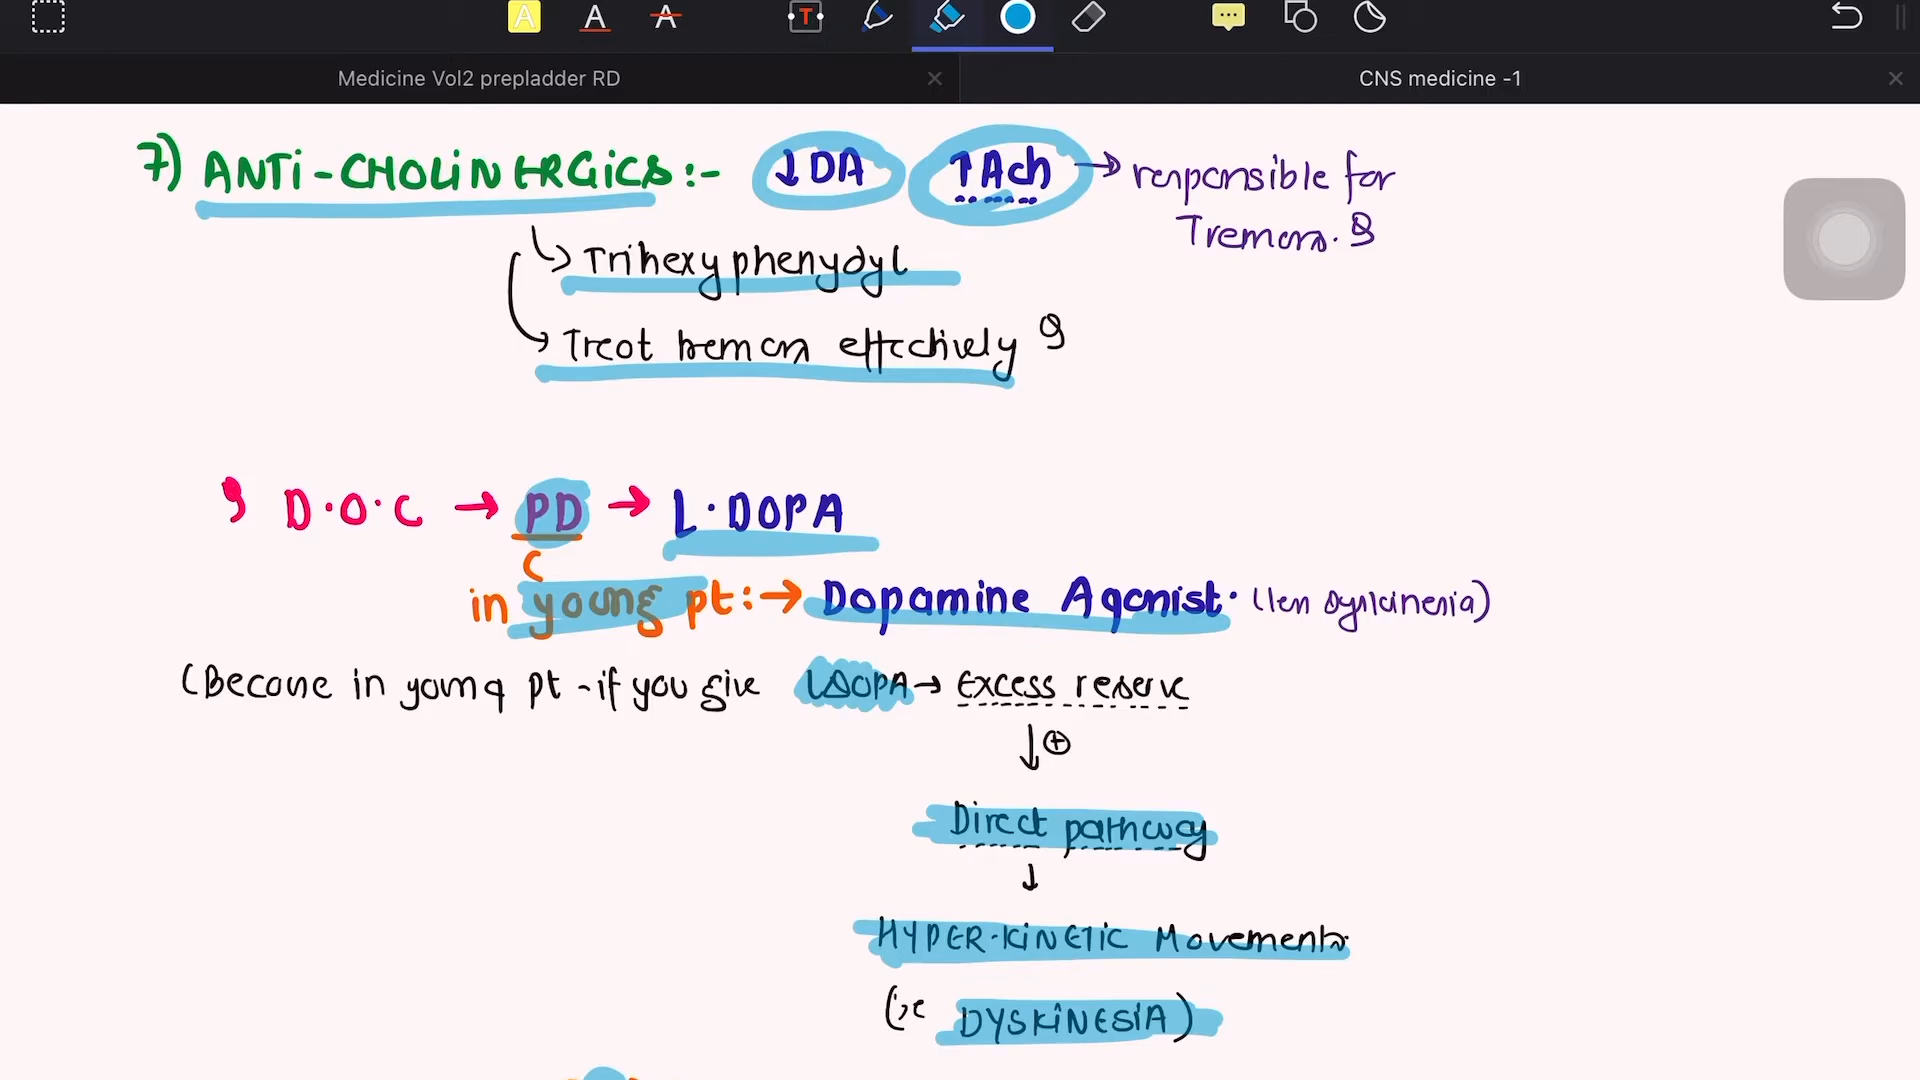 Medicine Vol2 prepladder RD
CNS medicine -1
7) ANTi-CHOLiNERGiCS:- ↓DA ↑Ach → responsible for
Tremors.
Trihexyphenydyl
Treat tremors effectively
D.O.C → PD → L.DOPA
in young pt:→ Dopamine Agonist. (less Dyskinesia)
(Because in young pt - if you give LDOPA → Excess reserve
↓⊕
Direct pathway
↓
HYPER-KiNETiC Movements
(ie DYSKiNESiA)